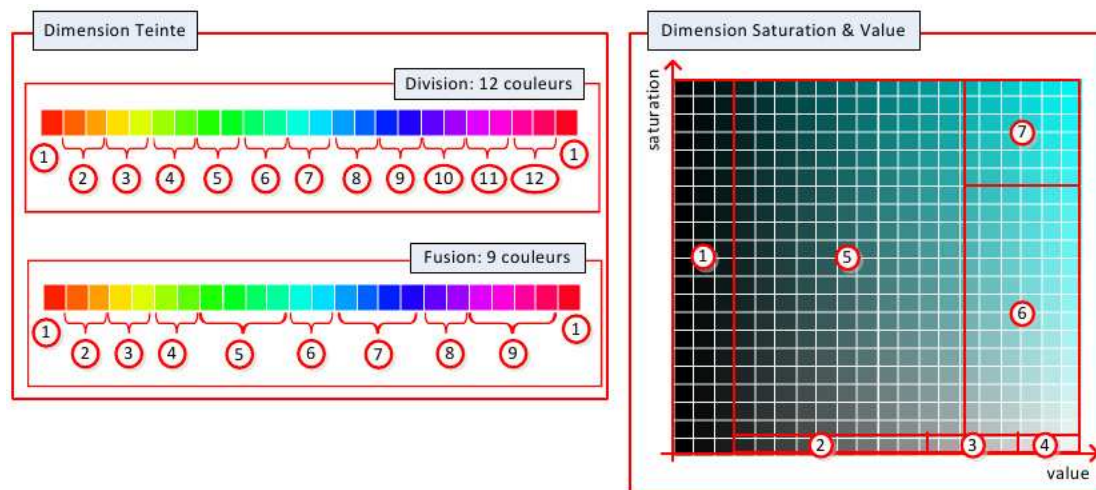 Dimension Teinte
Division: 12 couleurs
1 2 3 4 5 6 7 8 9 10 11 12 1
Fusion: 9 couleurs
1 2 3 4 5 6 7 8 9 1
Dimension Saturation & Value
saturation
7
1 5
6
2 3 4
value